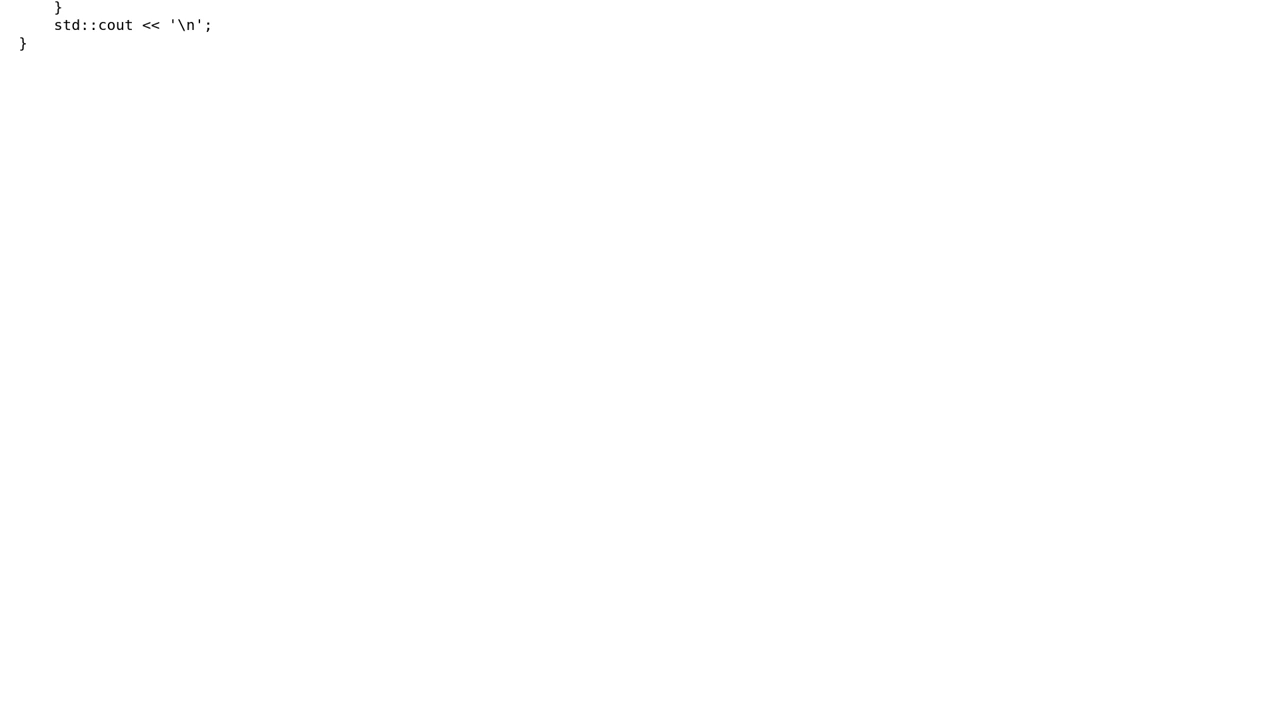 }
    std::cout << '\n';
}